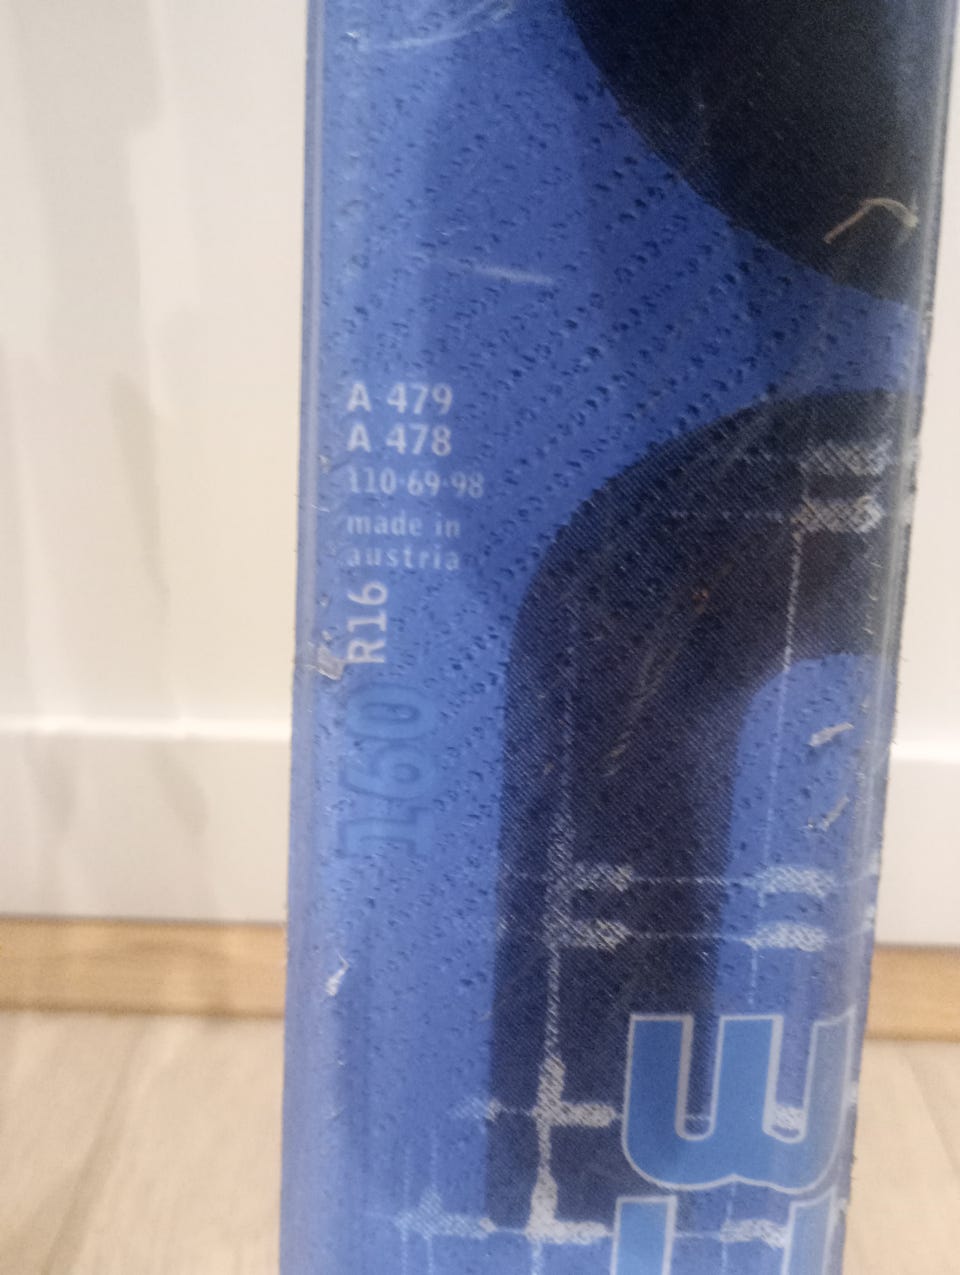 A 479
A 478
110·69·98
made in
austria
R16
160